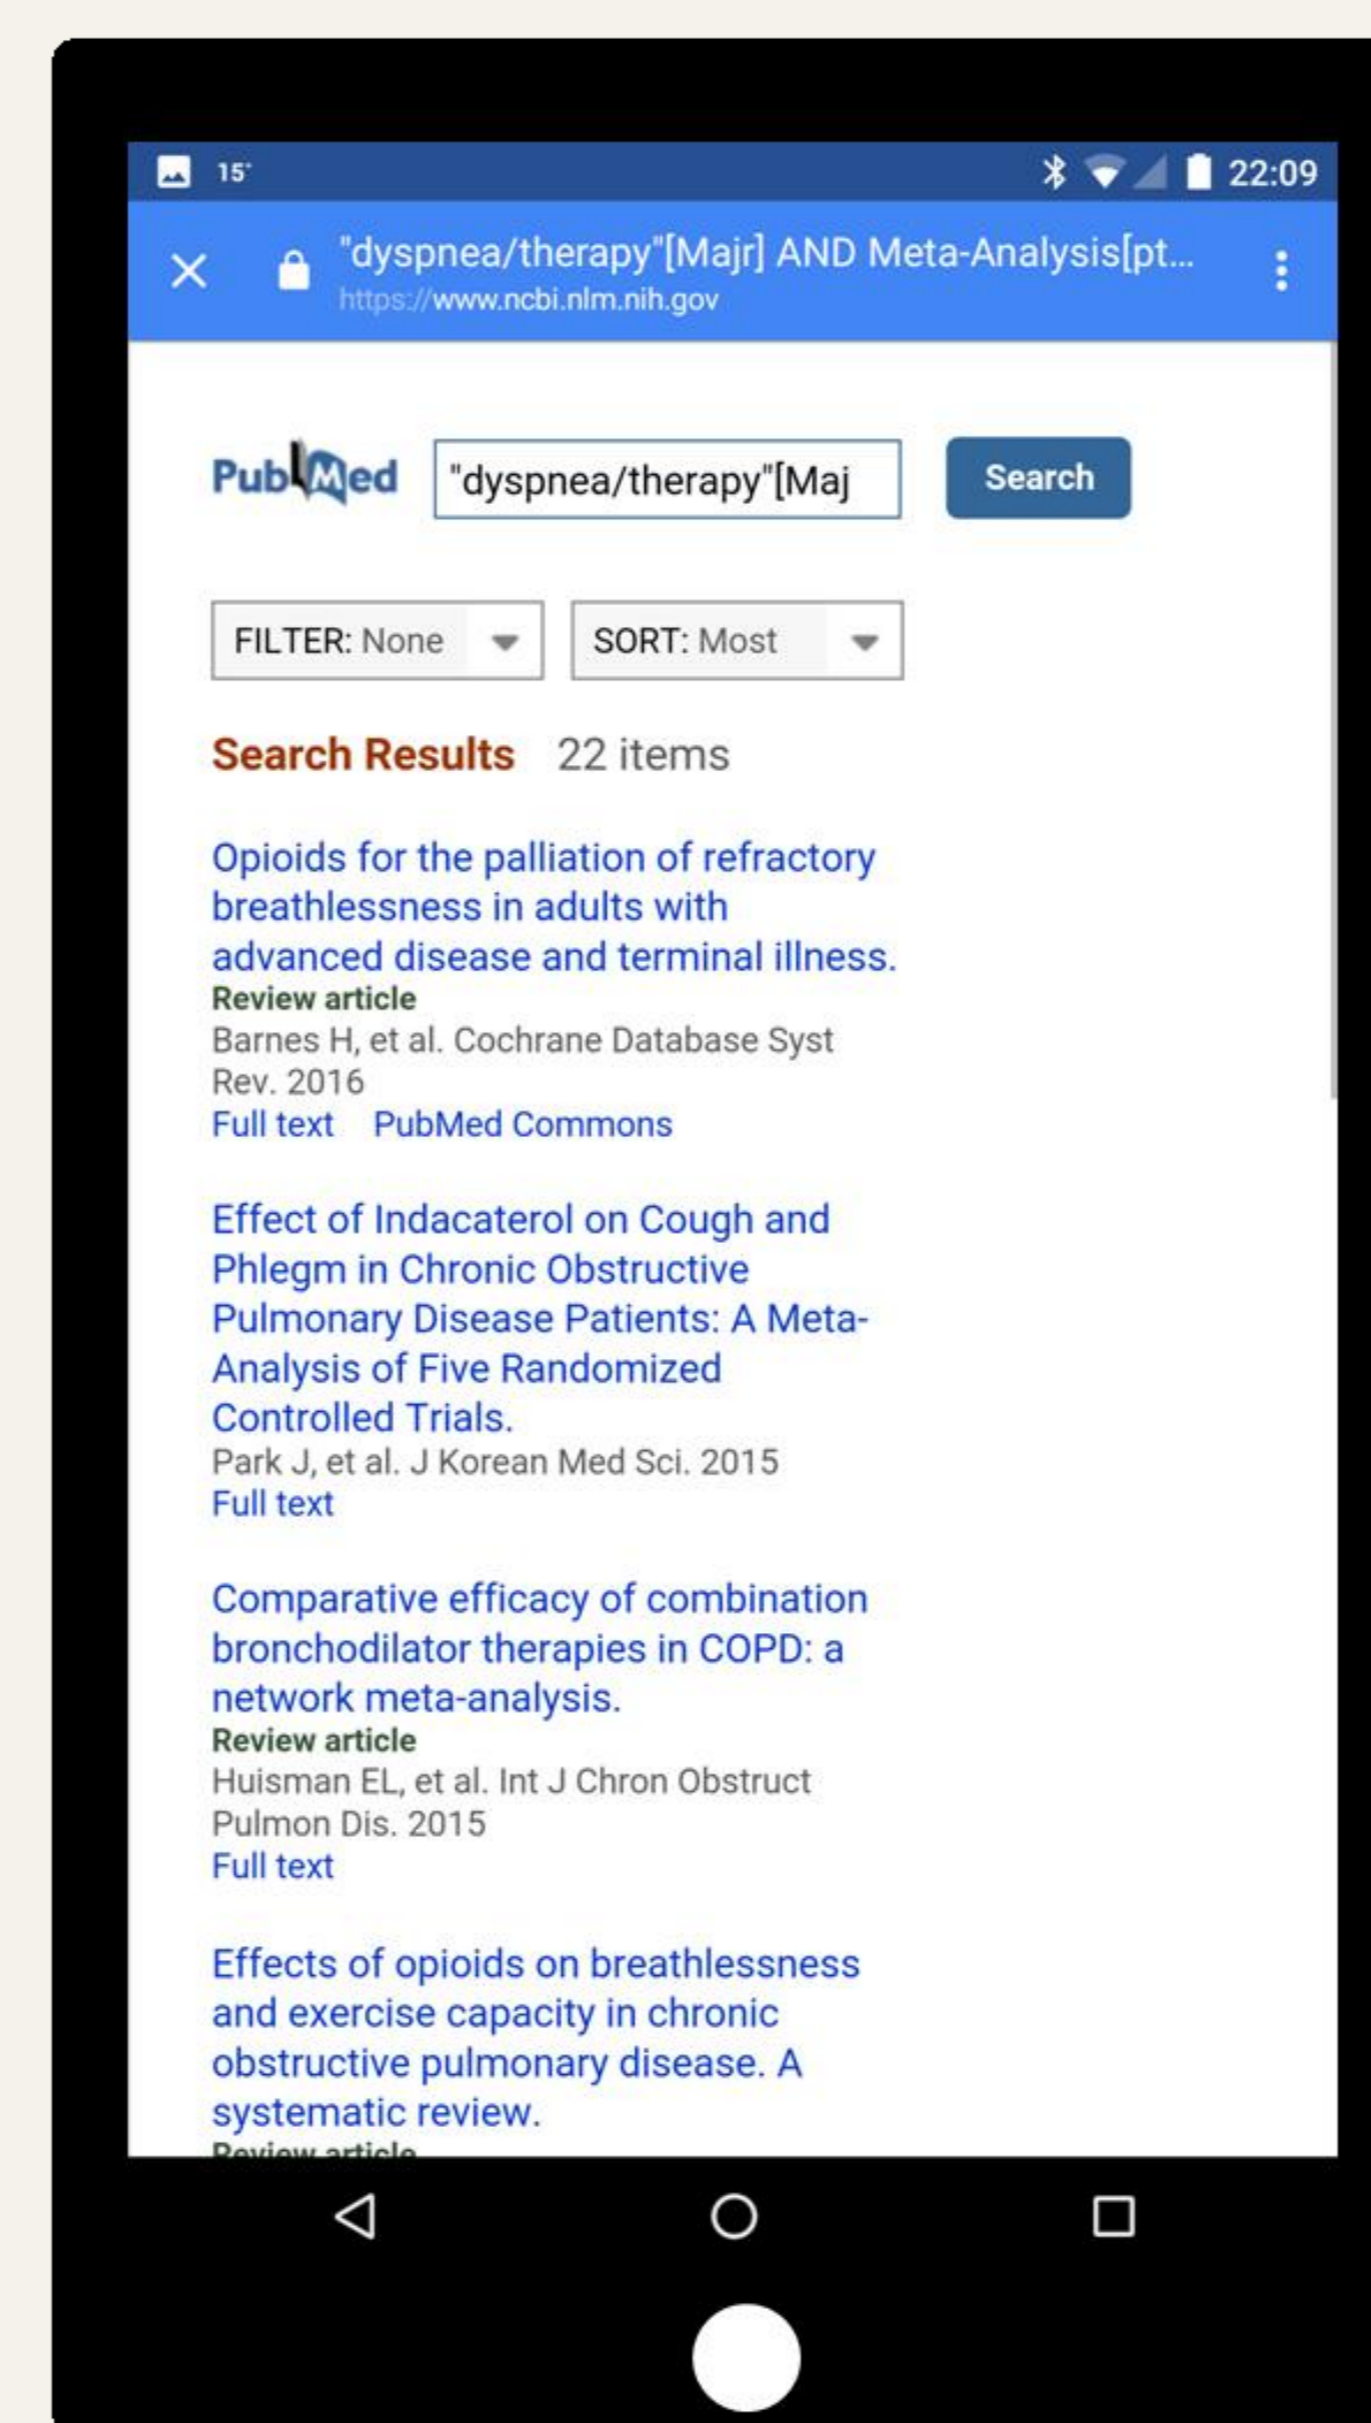 15°
22:09
"dyspnea/therapy"[Majr] AND Meta-Analysis[pt...
https://www.ncbi.nlm.nih.gov
PubMed
"dyspnea/therapy"[Maj
Search
FILTER: None
SORT: Most
Search Results 22 items
Opioids for the palliation of refractory
breathlessness in adults with
advanced disease and terminal illness.
Review article
Barnes H, et al. Cochrane Database Syst
Rev. 2016
Full text PubMed Commons
Effect of Indacaterol on Cough and
Phlegm in Chronic Obstructive
Pulmonary Disease Patients: A Meta-
Analysis of Five Randomized
Controlled Trials.
Park J, et al. J Korean Med Sci. 2015
Full text
Comparative efficacy of combination
bronchodilator therapies in COPD: a
network meta-analysis.
Review article
Huisman EL, et al. Int J Chron Obstruct
Pulmon Dis. 2015
Full text
Effects of opioids on breathlessness
and exercise capacity in chronic
obstructive pulmonary disease. A
systematic review.
Review article